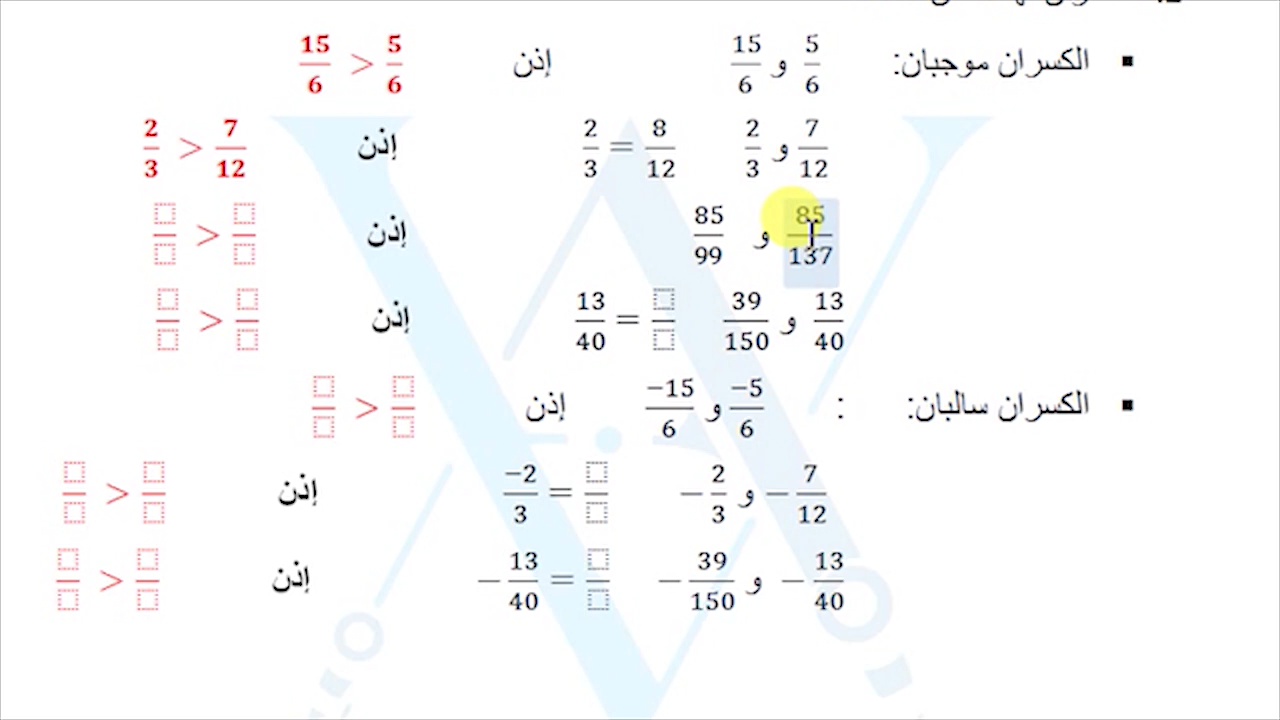 الكسران موجبان: 5/6 و 15/6 إذن 15/6 > 5/6
7/12 و 2/3 2/3 = 8/12 إذن 2/3 > 7/12
85/137 و 85/99 إذن >
13/40 و 39/150 13/40 = إذن >
الكسران سالبان: : −5/6 و −15/6 إذن >
−7/12 و −2/3 −2/3 = إذن >
−13/40 و −39/150 −13/40 = إذن >